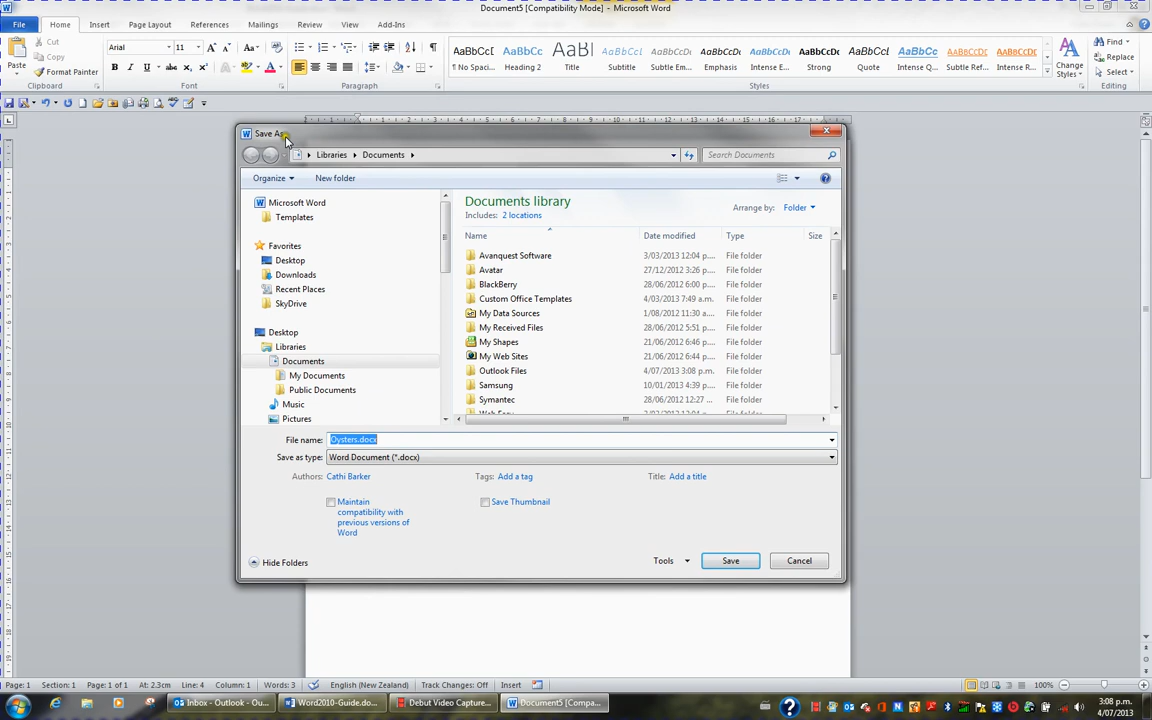 Document5 [Compatibility Mode] - Microsoft Word
File Home Insert Page Layout References Mailings Review View Add-Ins
Cut
Copy
Format Painter
Paste
Clipboard
Arial 11
Font
Paragraph
AaBbCc AaBbCc AaBl AaBbCcI AaBbCcDc AaBbCcDc AaBbCcDc AaBbCcDc AaBbCc AaBbCcDc AaBbCcDc
¶ No Spaci... Heading 2 Title Subtitle Subtle Em... Emphasis Intense E... Strong Quote Intense Q... Subtle Ref... Intense R...
Change Styles
Styles
Find
Replace
Select
Editing
Save As
Libraries Documents
Search Documents
Organize New folder
Microsoft Word
Templates
Favorites
Desktop
Downloads
Recent Places
SkyDrive
Desktop
Libraries
Documents
My Documents
Public Documents
Music
Pictures
Documents library
Includes: 2 locations
Arrange by: Folder
Name Date modified Type Size
Avanquest Software 3/03/2013 12:04 p.... File folder
Avatar 27/12/2012 3:26 p... File folder
BlackBerry 28/06/2012 6:00 p... File folder
Custom Office Templates 4/03/2013 7:49 a.m. File folder
My Data Sources 1/08/2012 11:30 a... File folder
My Received Files 28/06/2012 5:51 p... File folder
My Shapes 21/06/2012 6:46 p... File folder
My Web Sites 21/06/2012 6:44 p... File folder
Outlook Files 4/07/2013 3:08 p.m. File folder
Samsung 10/01/2013 4:39 p... File folder
Symantec 28/06/2012 12:27 ... File folder
File name: Oysters.docx
Save as type: Word Document (*.docx)
Authors: Cathi Barker Tags: Add a tag Title: Add a title
Maintain compatibility with previous versions of Word
Save Thumbnail
Hide Folders Tools Save Cancel
Page: 1 Page: 1 of 1 At: 2.3cm Line: 4 Column: 1 Words: 3 English (New Zealand) Track Changes: Off Insert 100%
Inbox - Outlook - Ou... Word2010-Guide.do... Debut Video Capture... Document5 [Compa...
3:08 p.m.
4/07/2013